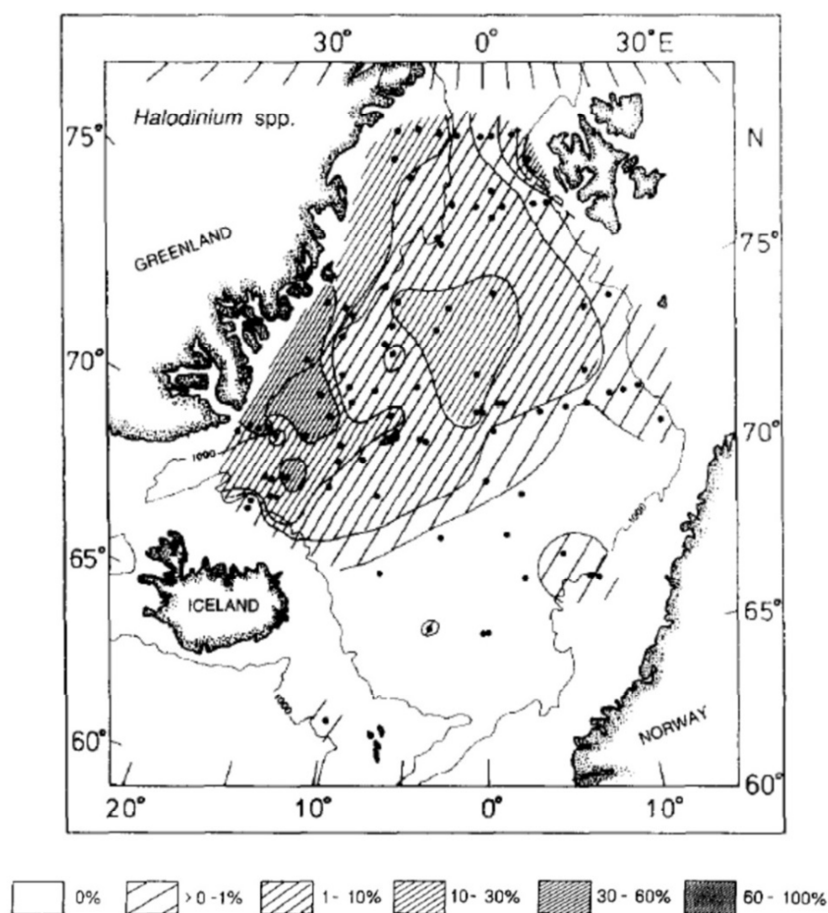 30° 0° 30°E
Halodinium spp.
75° N
GREENLAND
75°
70°
1000
70°
1000
65°
ICELAND
65°
1000
NORWAY
60°
60°
20° 10° 0° 10°
0% >0-1% 1-10% 10-30% 30-60% 60-100%